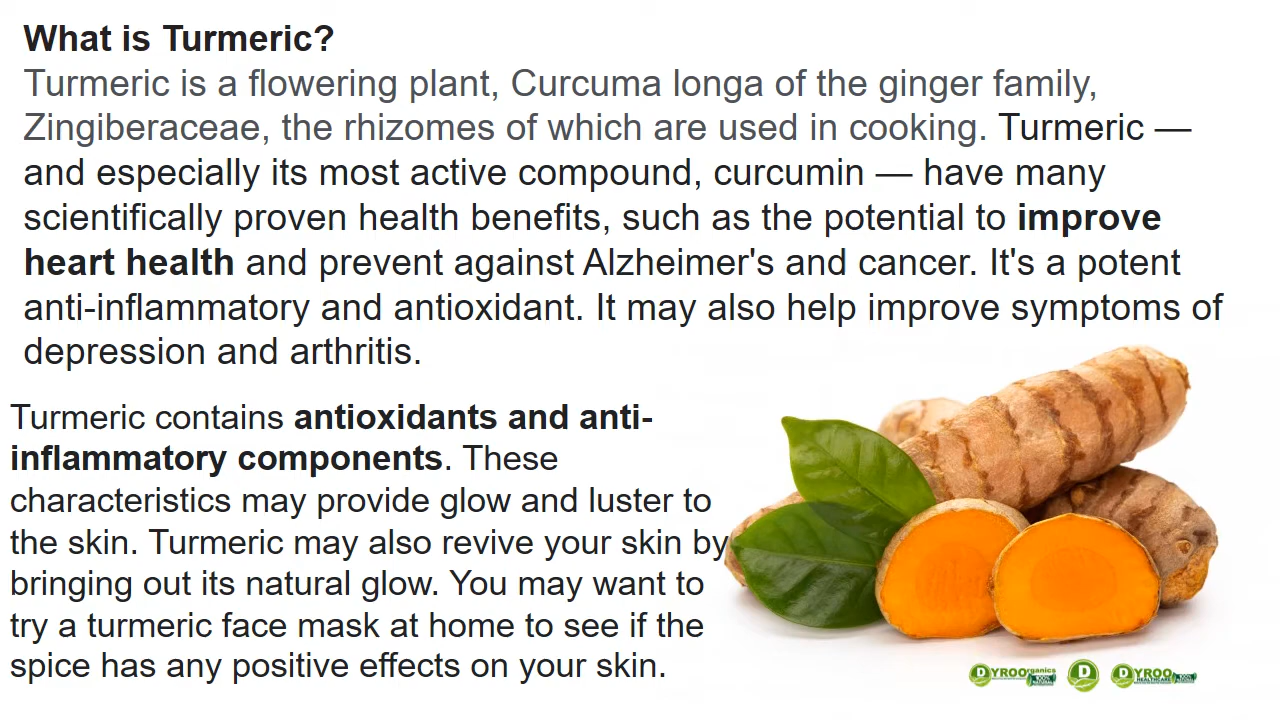 What is Turmeric?
Turmeric is a flowering plant, Curcuma longa of the ginger family,
Zingiberaceae, the rhizomes of which are used in cooking. Turmeric —
and especially its most active compound, curcumin — have many
scientifically proven health benefits, such as the potential to improve
heart health and prevent against Alzheimer's and cancer. It's a potent
anti-inflammatory and antioxidant. It may also help improve symptoms of
depression and arthritis.
Turmeric contains antioxidants and anti-
inflammatory components. These
characteristics may provide glow and luster to
the skin. Turmeric may also revive your skin by
bringing out its natural glow. You may want to
try a turmeric face mask at home to see if the
spice has any positive effects on your skin.
DYROOrganics D DYROO HEALTHCARE